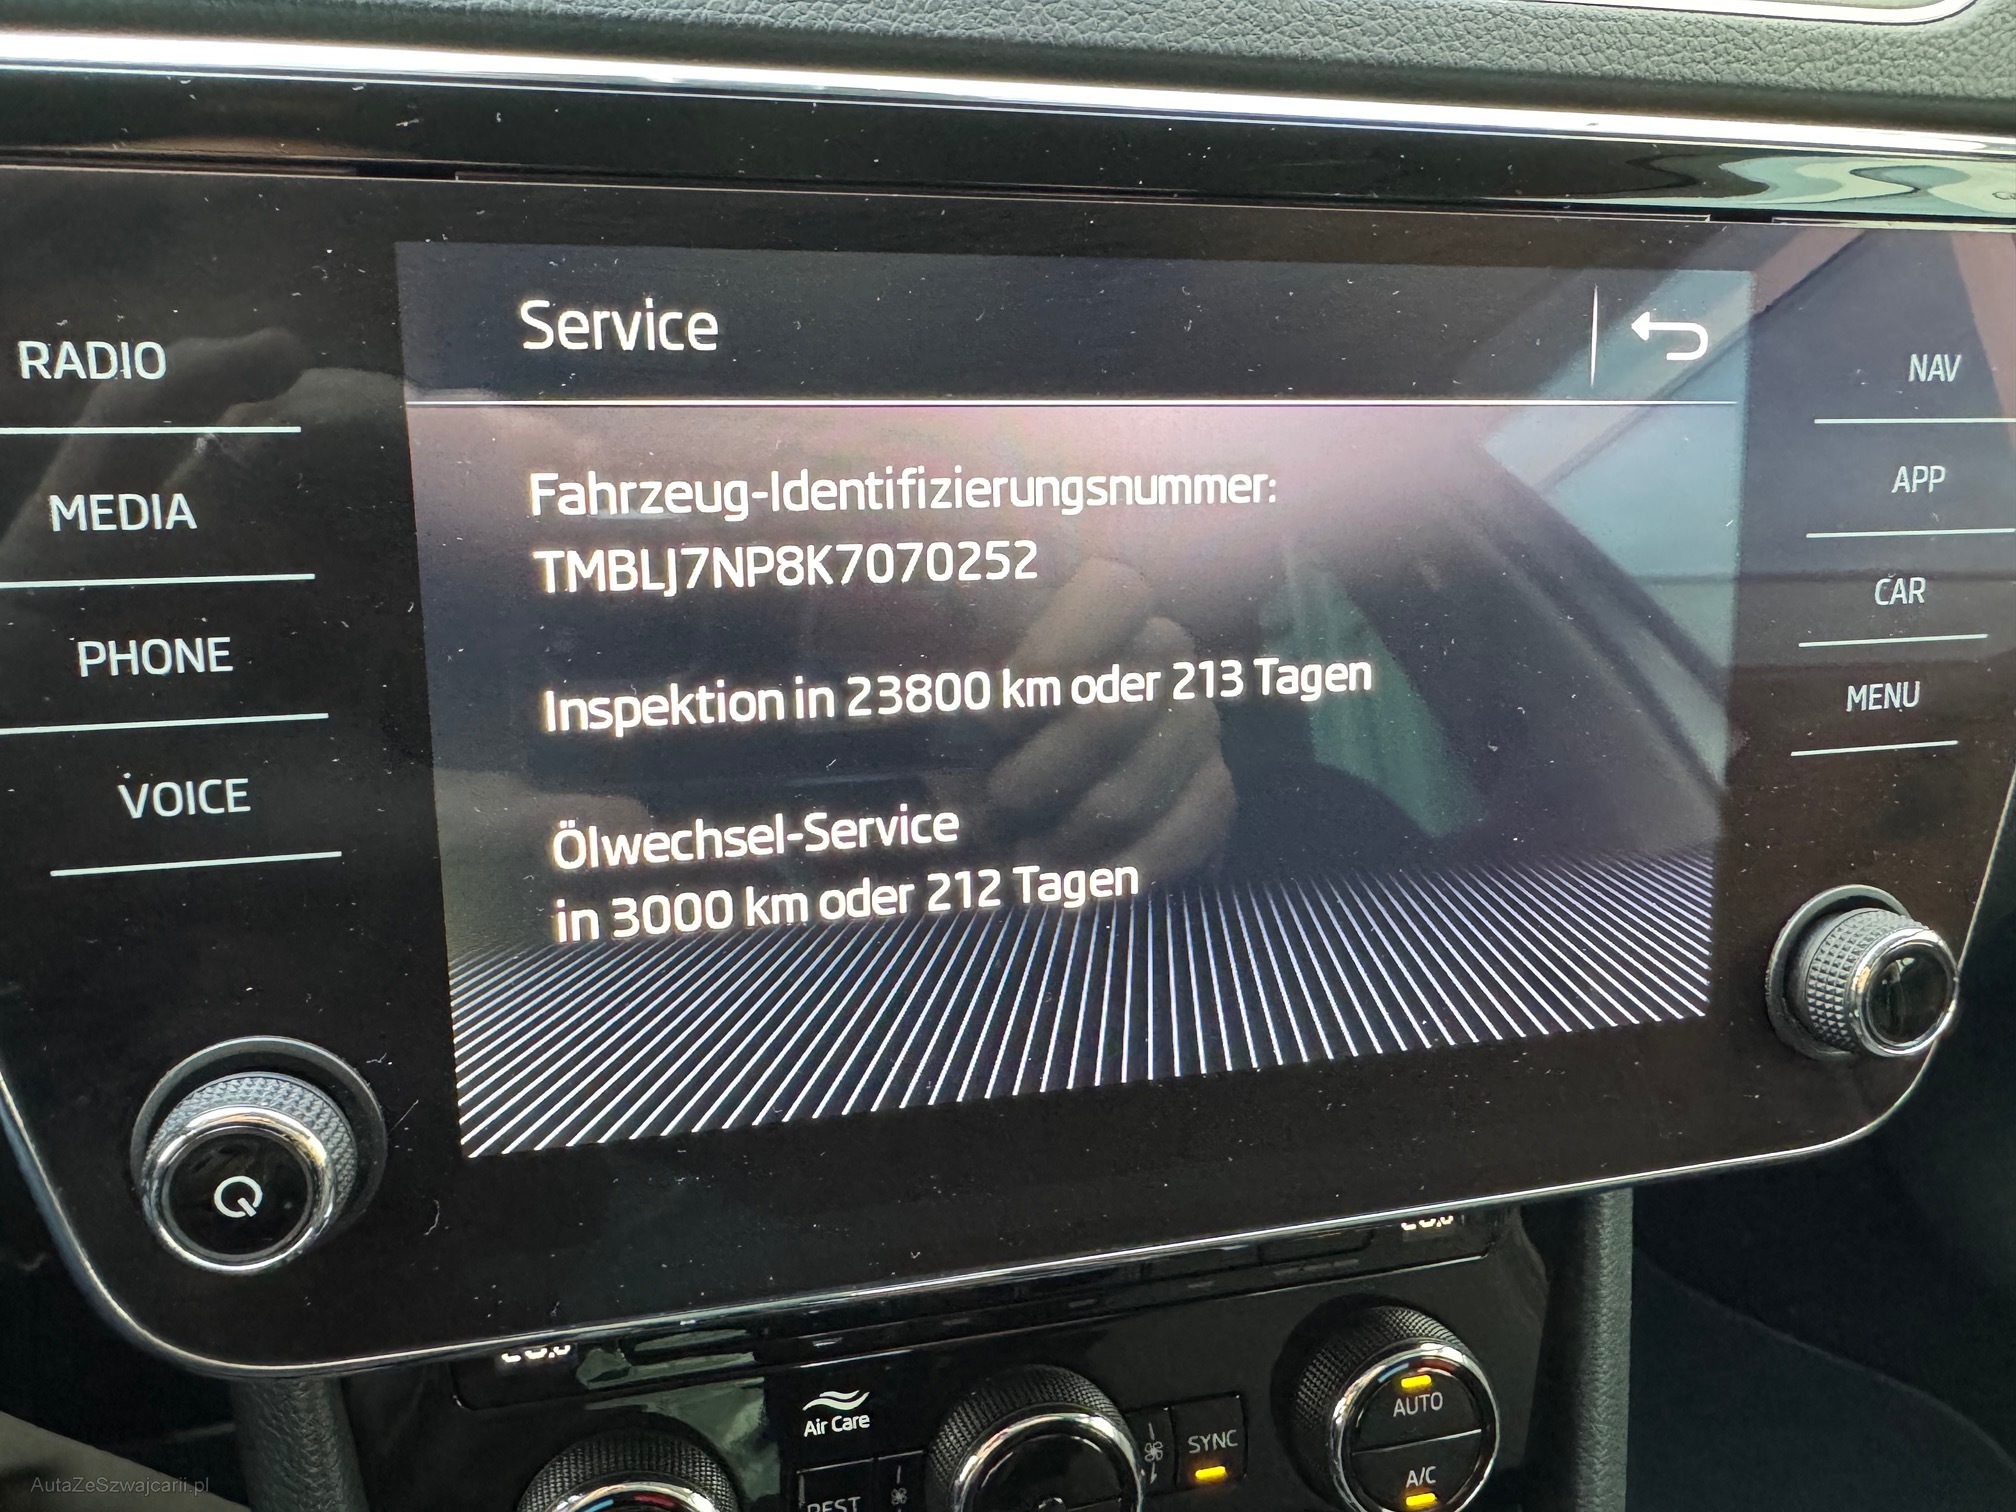 Service
RADIO
MEDIA
PHONE
VOICE
Fahrzeug-Identifizierungsnummer:
TMBLJ7NP8K7070252
Inspektion in 23800 km oder 213 Tagen
Ölwechsel-Service
in 3000 km oder 212 Tagen
NAV
APP
CAR
MENU
Air Care
SYNC
AUTO
A/C
REST
AutaZeSzwajcarii.pl